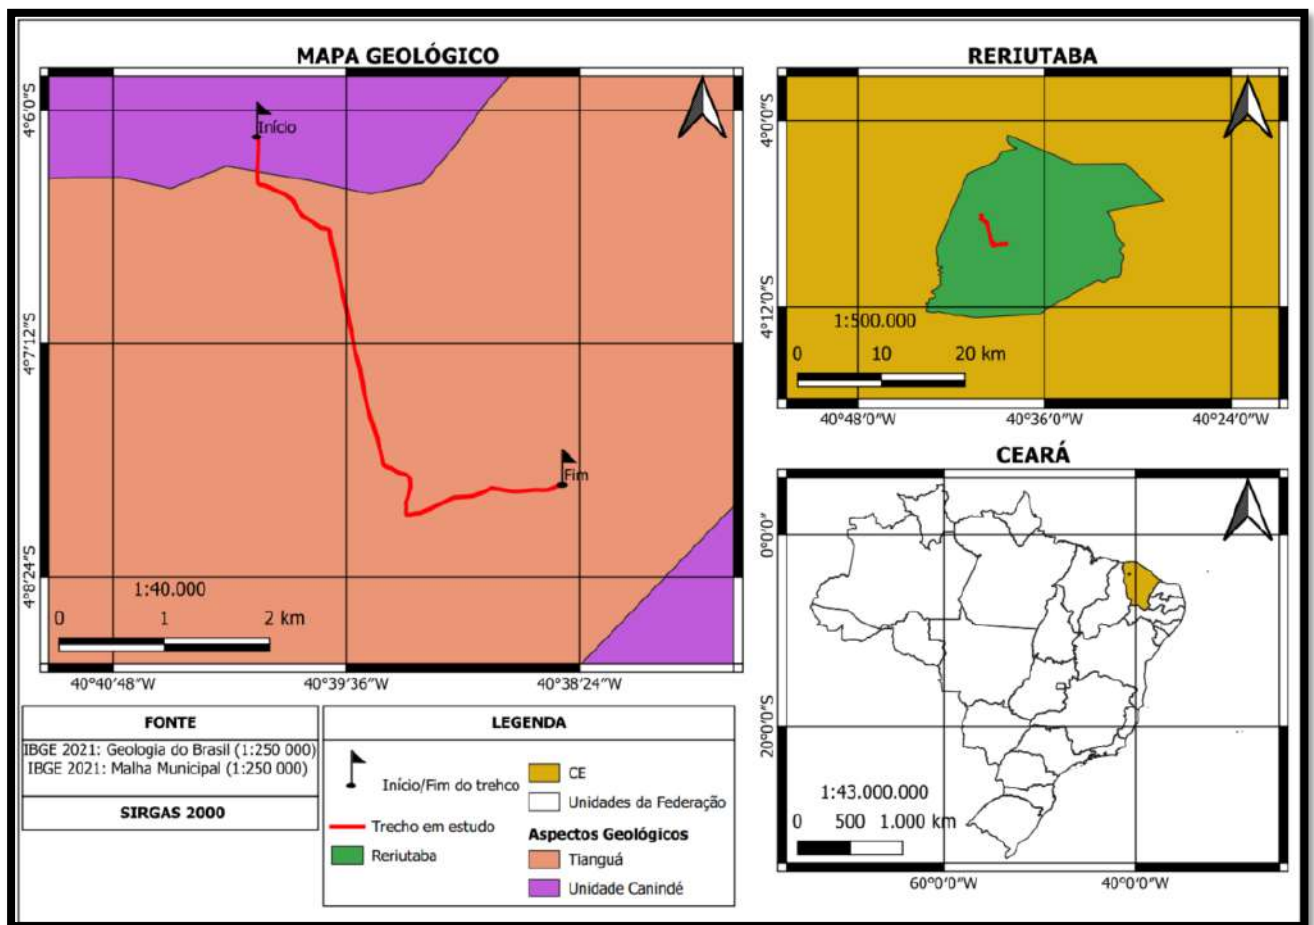 MAPA GEOLÓGICO
4°6'0"S
4°7'12"S
4°8'24"S
Início
Fim
1:40.000
0 1 2 km
40°40'48"W 40°39'36"W 40°38'24"W
RERIUTABA
4°0'0"S
4°12'0"S
1:500.000
0 10 20 km
40°48'0"W 40°36'0"W 40°24'0"W
CEARÁ
0°0'0"
20°0'0"S
1:43.000.000
0 500 1.000 km
60°0'0"W 40°0'0"W
FONTE
IBGE 2021: Geologia do Brasil (1:250 000)
IBGE 2021: Malha Municipal (1:250 000)
SIRGAS 2000
LEGENDA
Início/Fim do trehco
Trecho em estudo
Reriutaba
CE
Unidades da Federação
Aspectos Geológicos
Tianguá
Unidade Canindé